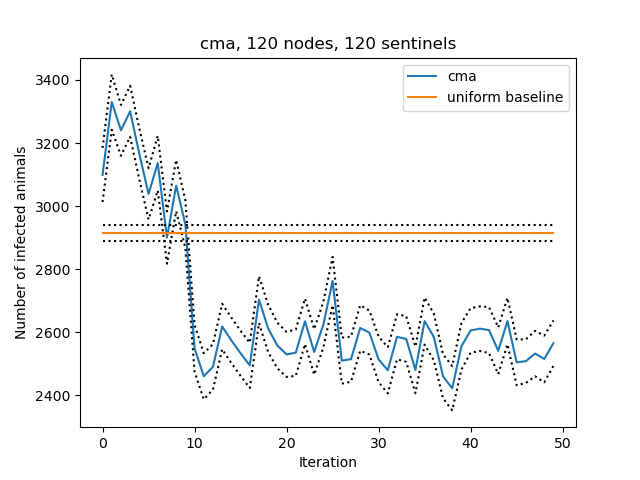 cma, 120 nodes, 120 sentinels
cma
uniform baseline
Number of infected animals
3400
3200
3000
2800
2600
2400
0 10 20 30 40 50
Iteration